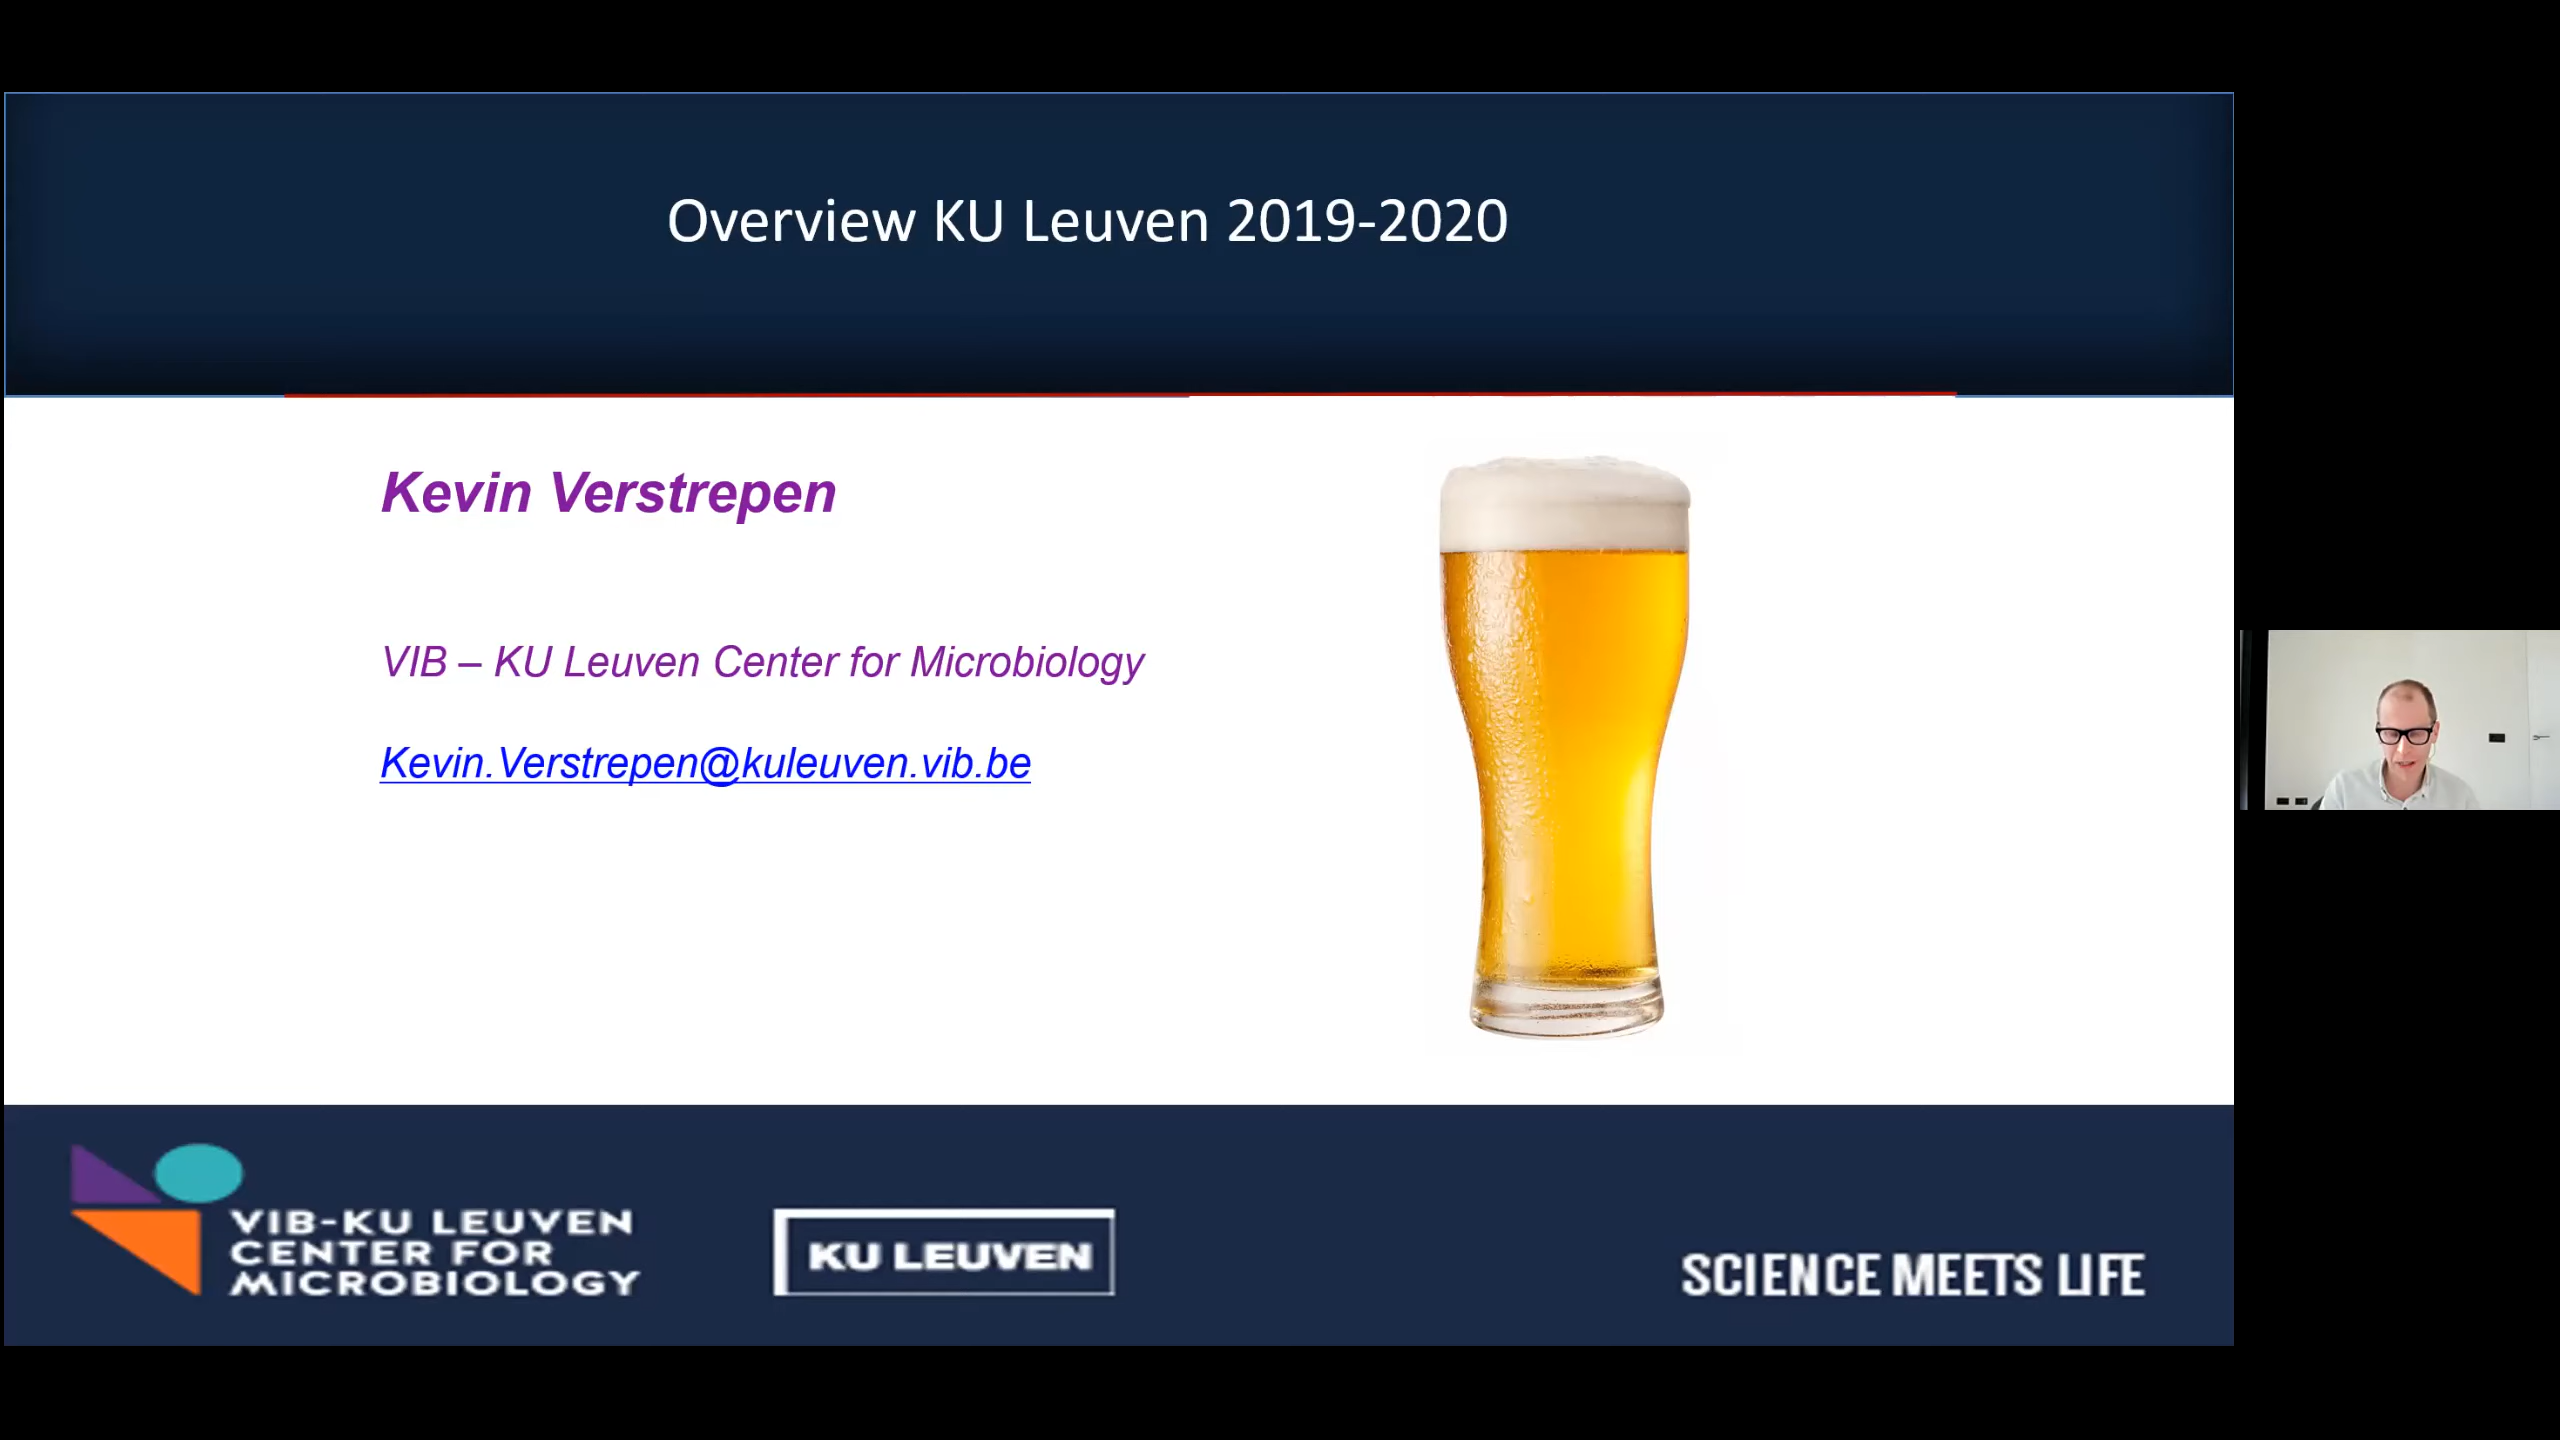 Overview KU Leuven 2019-2020
Kevin Verstrepen
VIB – KU Leuven Center for Microbiology
Kevin.Verstrepen@kuleuven.vib.be
VIB-KU LEUVEN
CENTER FOR
MICROBIOLOGY
KU LEUVEN
SCIENCE MEETS LIFE